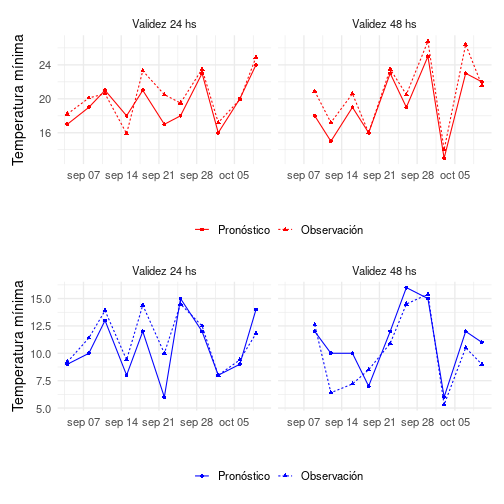 Validez 24 hs Validez 48 hs
Temperatura mínima
24
20
16
sep 07 sep 14 sep 21 sep 28 oct 05 sep 07 sep 14 sep 21 sep 28 oct 05
Pronóstico Observación
Validez 24 hs Validez 48 hs
Temperatura mínima
15.0
12.5
10.0
7.5
5.0
sep 07 sep 14 sep 21 sep 28 oct 05 sep 07 sep 14 sep 21 sep 28 oct 05
Pronóstico Observación